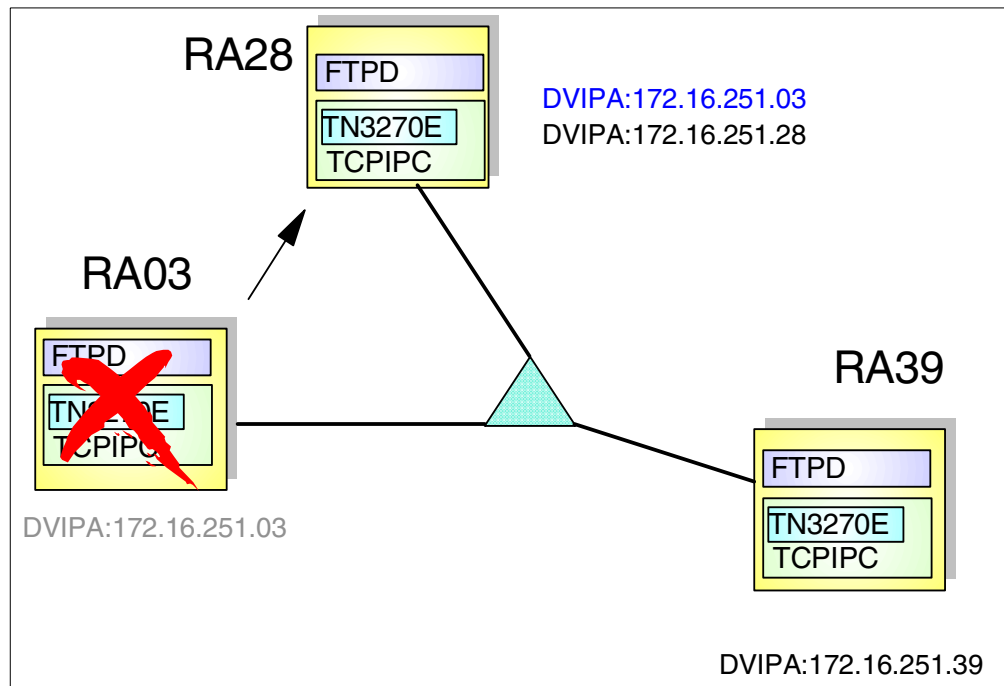 RA28
FTPD
TN3270E
TCPIPC
DVIPA:172.16.251.03
DVIPA:172.16.251.28
RA03
FTPD
TCPIPC
DVIPA:172.16.251.03
RA39
FTPD
TN3270E
TCPIPC
DVIPA:172.16.251.39